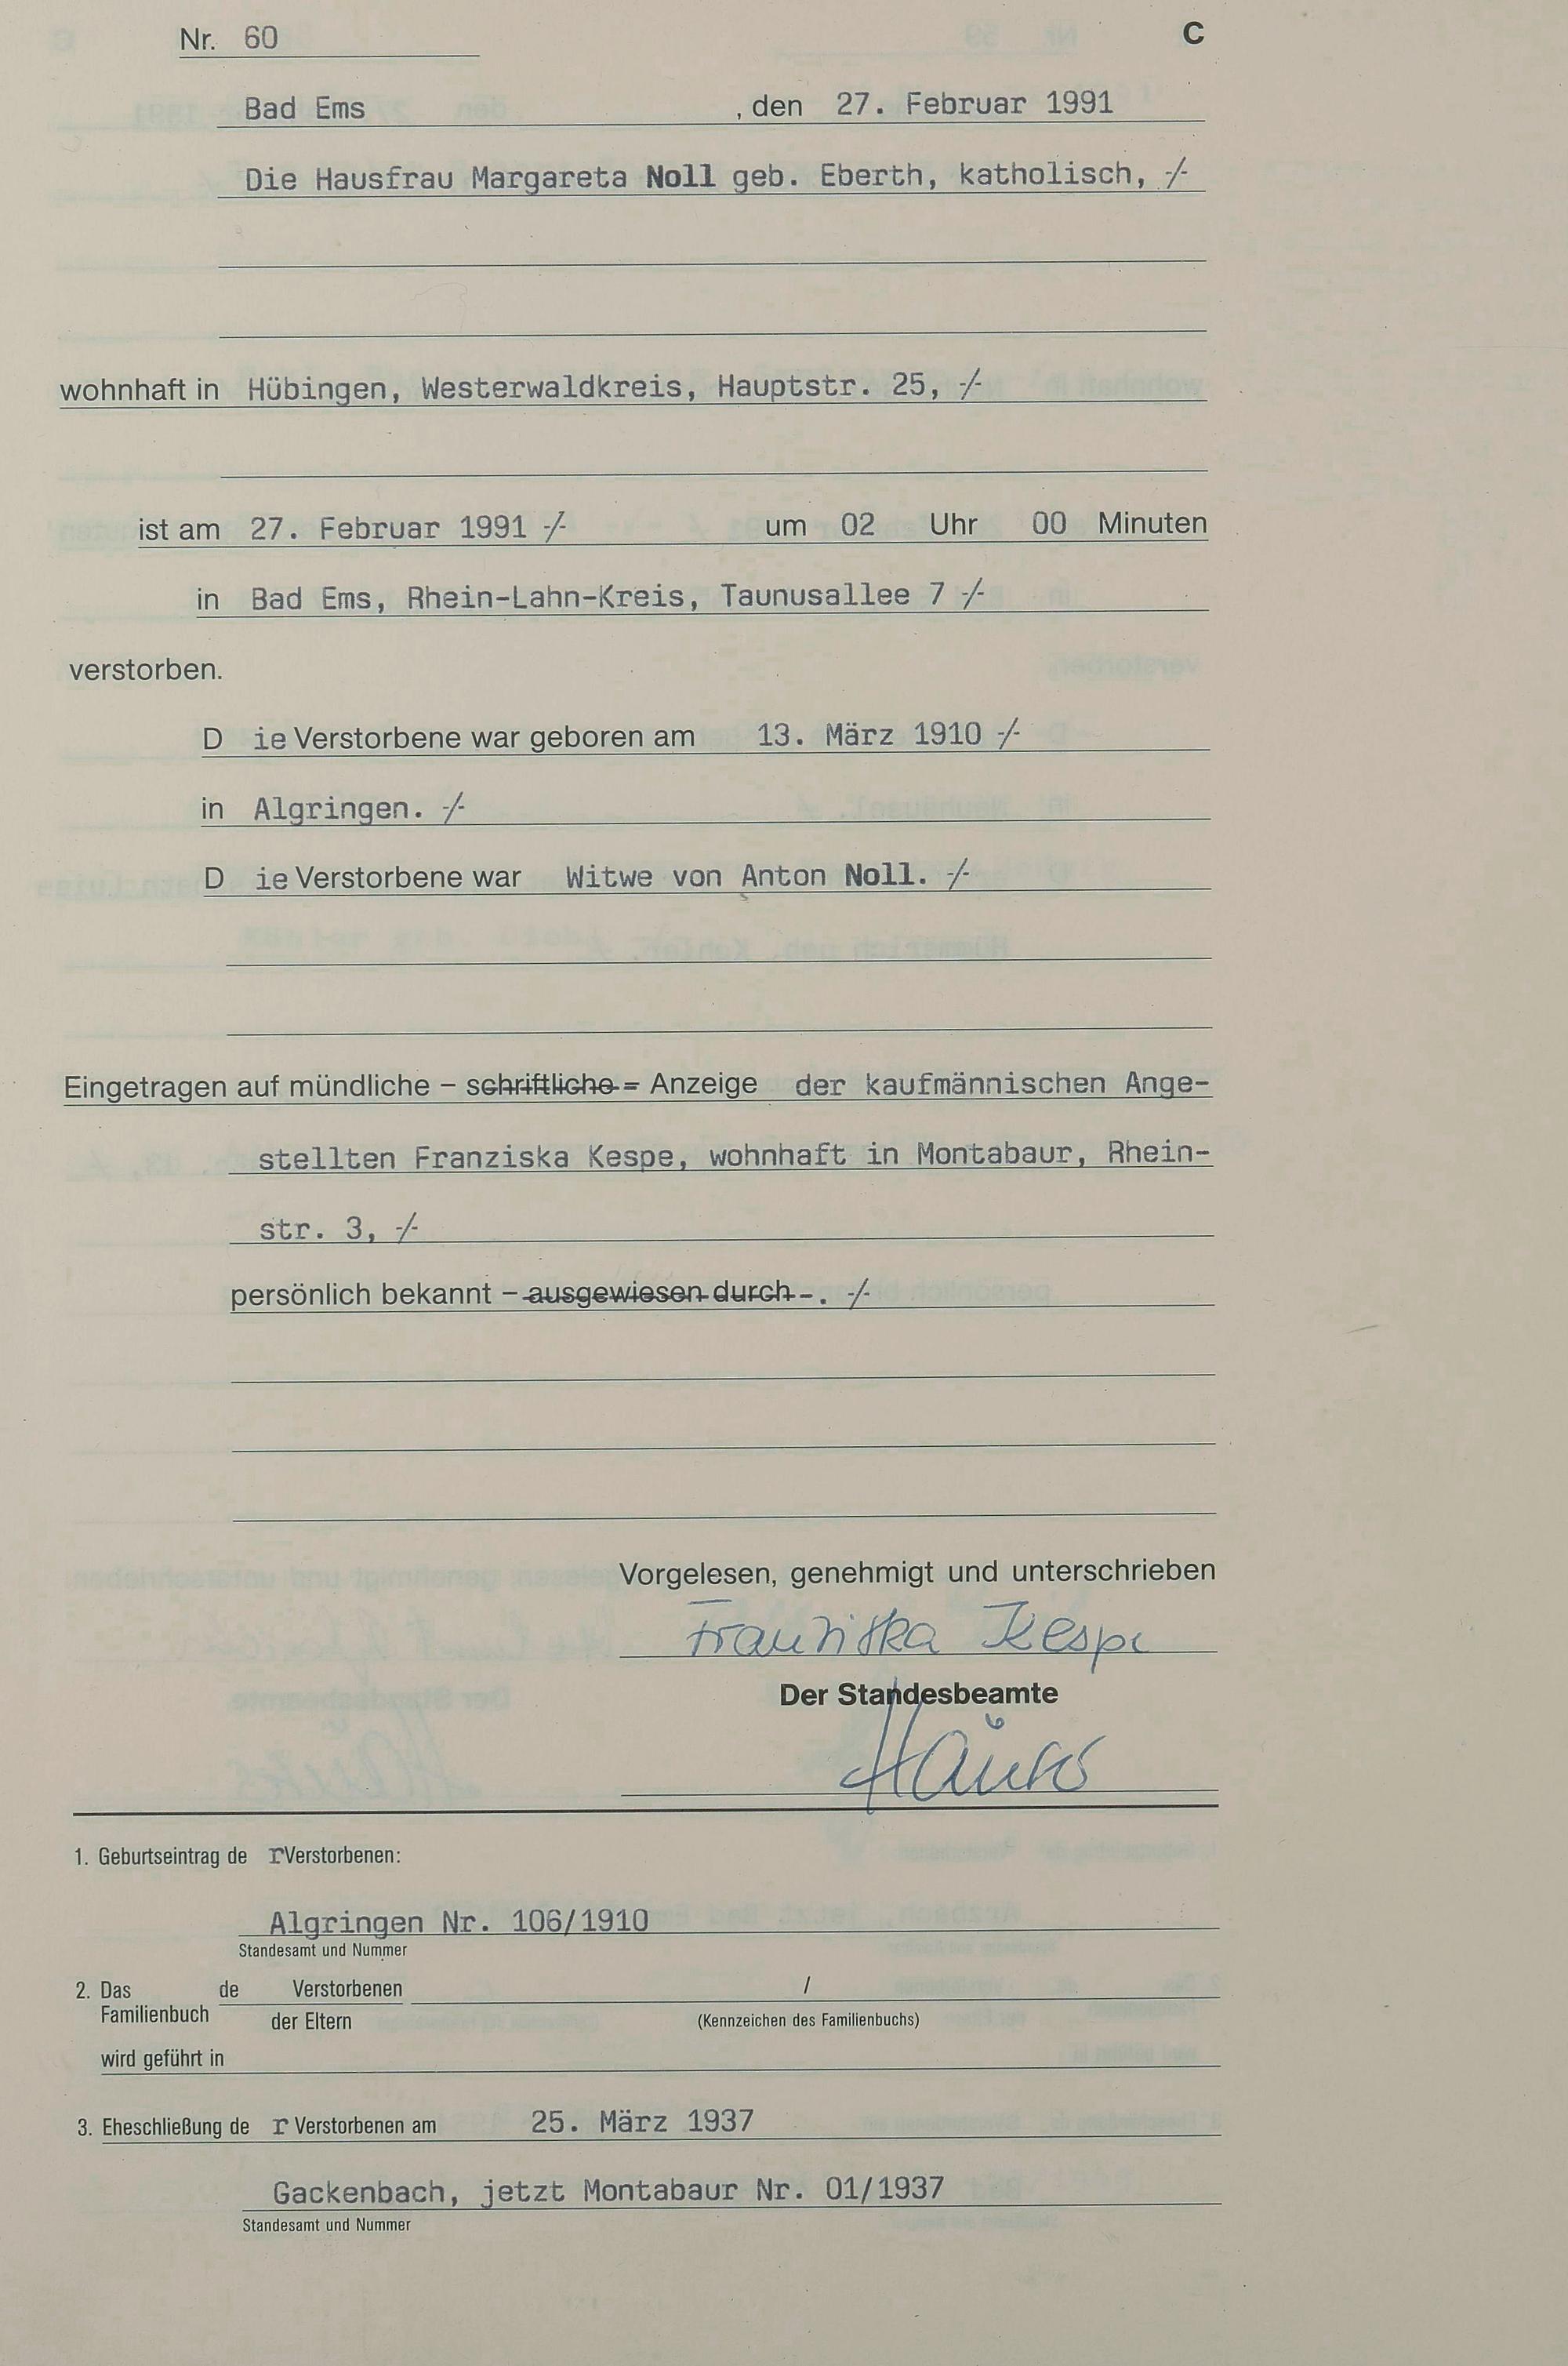 Nr. 60 C
Bad Ems , den 27. Februar 1991
Die Hausfrau Margareta Noll geb. Eberth, katholisch, -/-
wohnhaft in Hübingen, Westerwaldkreis, Hauptstr. 25, -/-
ist am 27. Februar 1991 -/- um 02 Uhr 00 Minuten
in Bad Ems, Rhein-Lahn-Kreis, Taunusallee 7 -/-
verstorben.
D ie Verstorbene war geboren am 13. März 1910 -/-
in Algringen. -/-
D ie Verstorbene war Witwe von Anton Noll. -/-
Eingetragen auf mündliche – schriftliche = Anzeige der kaufmännischen Ange-
stellten Franziska Kespe, wohnhaft in Montabaur, Rhein-
str. 3, -/-
persönlich bekannt – ausgewiesen durch - . -/-
Vorgelesen, genehmigt und unterschrieben
Franziska Kespe
Der Standesbeamte
1. Geburtseintrag de r Verstorbenen:
Algringen Nr. 106/1910
Standesamt und Nummer
2. Das de Verstorbenen /
Familienbuch der Eltern (Kennzeichen des Familienbuchs)
wird geführt in
3. Eheschließung de r Verstorbenen am 25. März 1937
Gackenbach, jetzt Montabaur Nr. 01/1937
Standesamt und Nummer